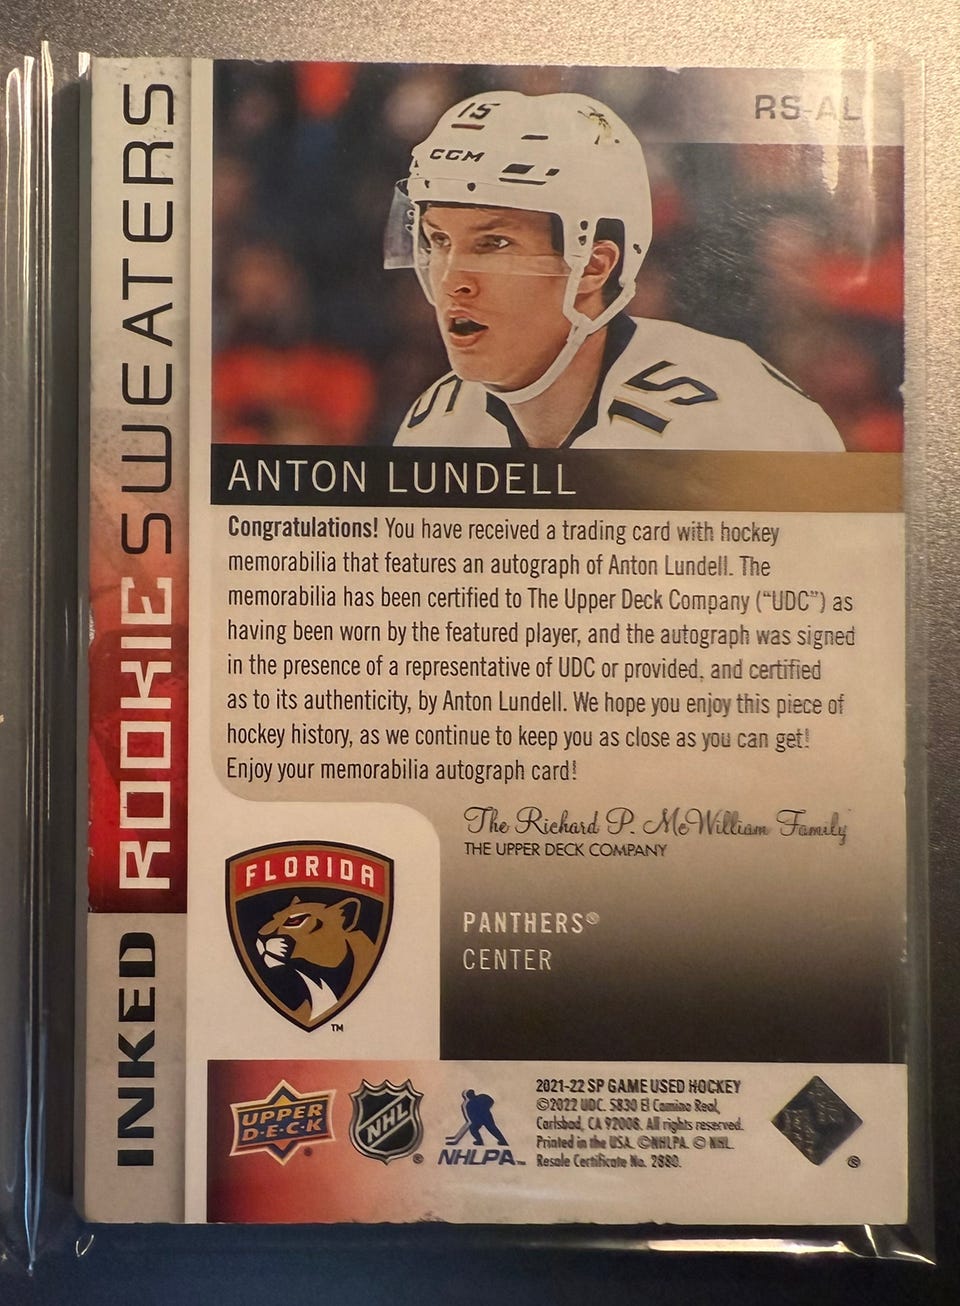 INKED ROOKIE SWEATERS
RS-AL
15
CCM
15
ANTON LUNDELL
Congratulations! You have received a trading card with hockey
memorabilia that features an autograph of Anton Lundell. The
memorabilia has been certified to The Upper Deck Company (“UDC”) as
having been worn by the featured player, and the autograph was signed
in the presence of a representative of UDC or provided, and certified
as to its authenticity, by Anton Lundell. We hope you enjoy this piece of
hockey history, as we continue to keep you as close as you can get!
Enjoy your memorabilia autograph card!
The Richard P. McWilliam Family
THE UPPER DECK COMPANY
FLORIDA
TM
PANTHERS®
CENTER
UPPER
D·E·C·K
®
NHL
®
NHLPA™
2021-22 SP GAME USED HOCKEY
©2022 UDC. 5830 El Camino Real,
Carlsbad, CA 92008. All rights reserved.
Printed in the USA. ©NHLPA. © NHL.
Resale Certificate No. 2880.
®